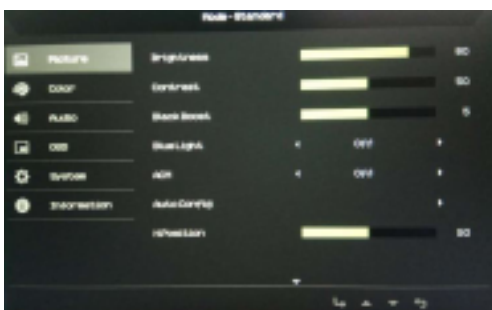 Mode-Standard
Picture
Color
Audio
OSD
System
Information
Brightness 80
Contrast 50
Black Boost 5
Blue Light Off
ACM Off
Auto Config
H.Position 50